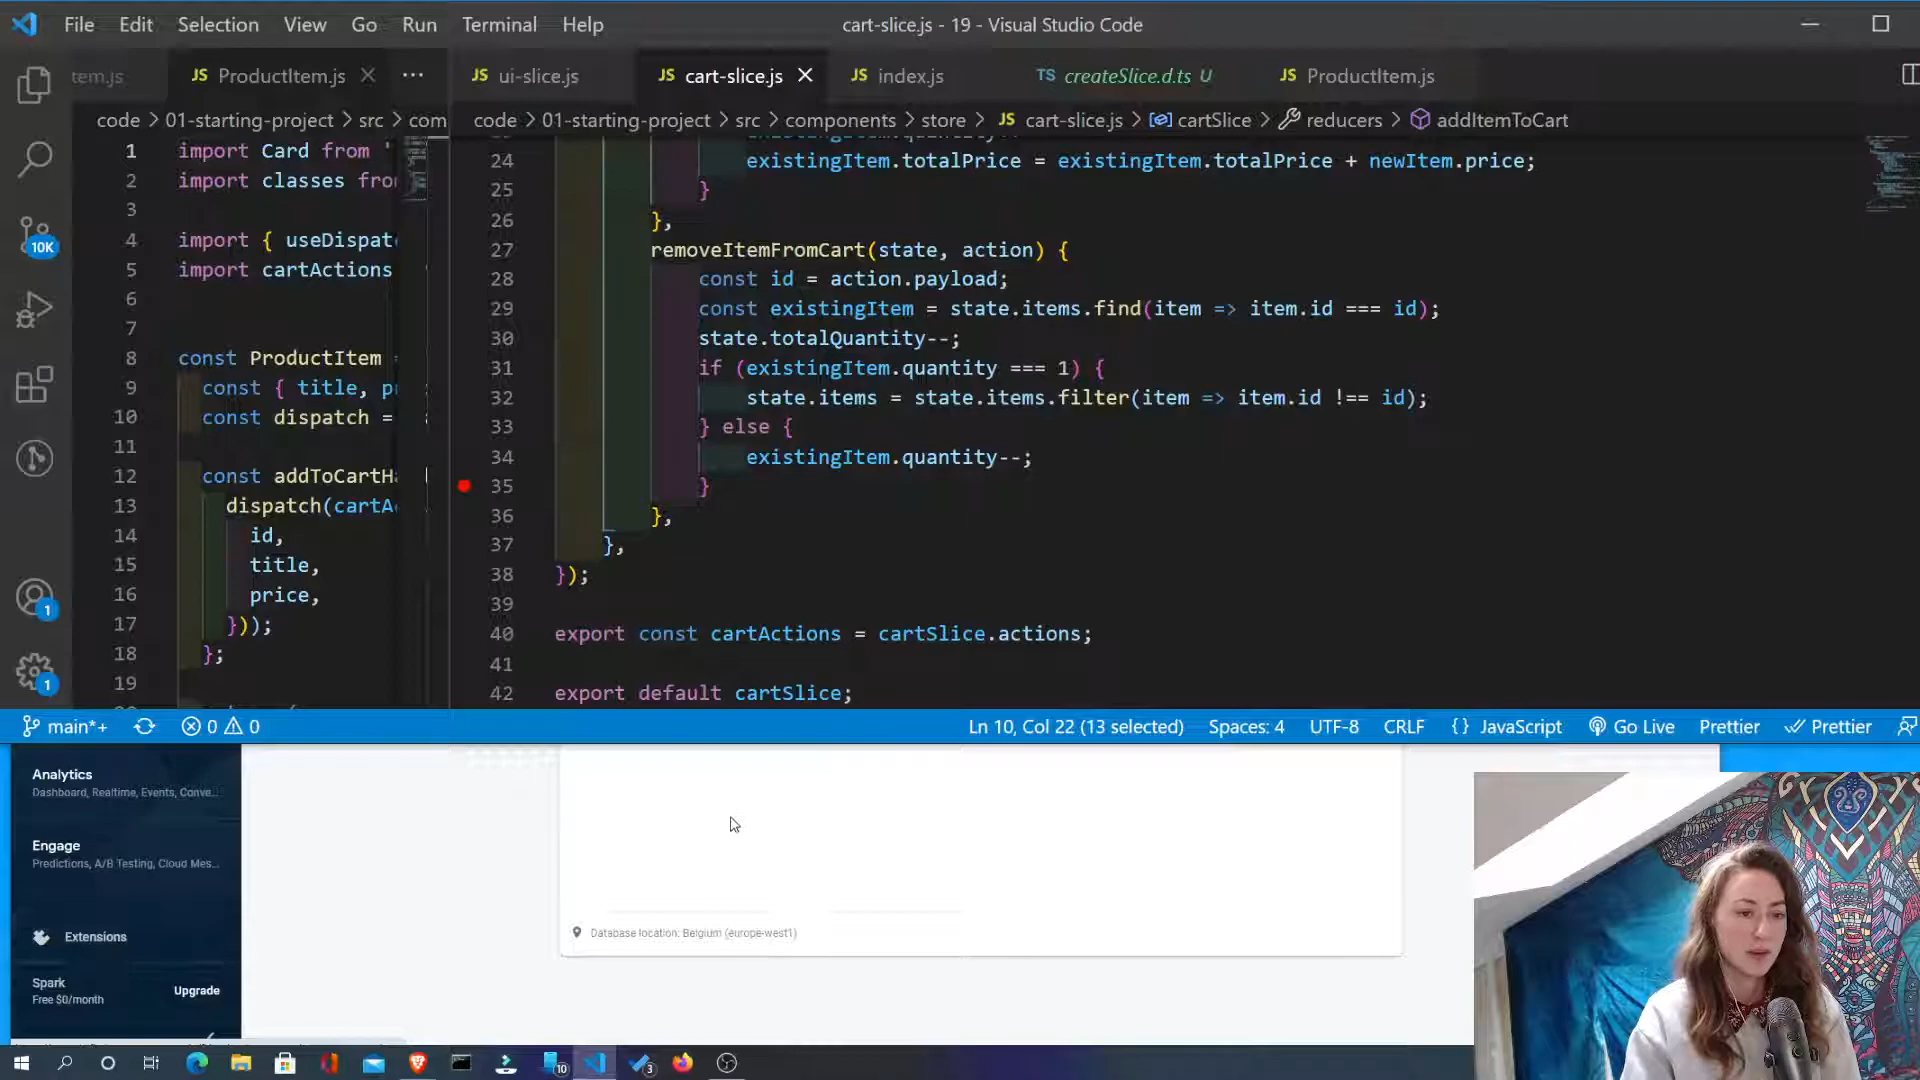 File Edit Selection View Go Run Terminal Help
cart-slice.js - 19 - Visual Studio Code
tem.js JS ProductItem.js
JS ui-slice.js JS cart-slice.js JS index.js TS createSlice.d.ts U JS ProductItem.js
code > 01-starting-project > src > com
code > 01-starting-project > src > components > store > JS cart-slice.js > cartSlice > reducers > addItemToCart
1 import Card from '
2 import classes fro
3
4 import { useDispat
5 import cartActions
6
7
8 const ProductItem =
9 const { title, p
10 const dispatch =
11
12 const addToCartHa
13 dispatch(cartA
14 id,
15 title,
16 price,
17 }));
18 };
19
24 existingItem.totalPrice = existingItem.totalPrice + newItem.price;
25 }
26 },
27 removeItemFromCart(state, action) {
28 const id = action.payload;
29 const existingItem = state.items.find(item => item.id === id);
30 state.totalQuantity--;
31 if (existingItem.quantity === 1) {
32 state.items = state.items.filter(item => item.id !== id);
33 } else {
34 existingItem.quantity--;
35 }
36 },
37 },
38 });
39
40 export const cartActions = cartSlice.actions;
41
42 export default cartSlice;
10K
1
1
main*+ 0 0
Ln 10, Col 22 (13 selected) Spaces: 4 UTF-8 CRLF {} JavaScript Go Live Prettier Prettier
Analytics
Dashboard, Realtime, Events, Conve...
Engage
Predictions, A/B Testing, Cloud Mes...
Extensions
Spark
Free $0/month
Upgrade
Database location: Belgium (europe-west1)
10
3